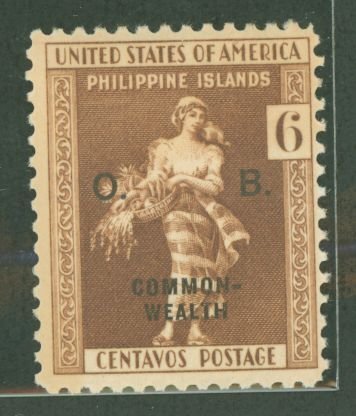 UNITED STATES OF AMERICA
PHILIPPINE ISLANDS
6
O. B.
COMMON-
WEALTH
CENTAVOS POSTAGE